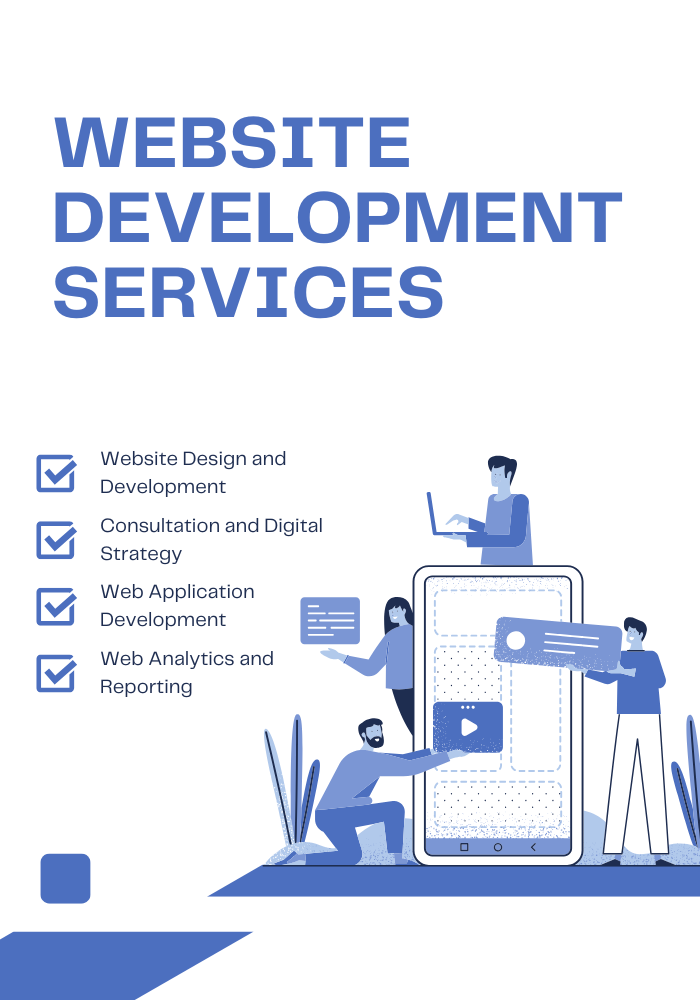 WEBSITE
DEVELOPMENT
SERVICES
Website Design and
Development
Consultation and Digital
Strategy
Web Application
Development
Web Analytics and
Reporting